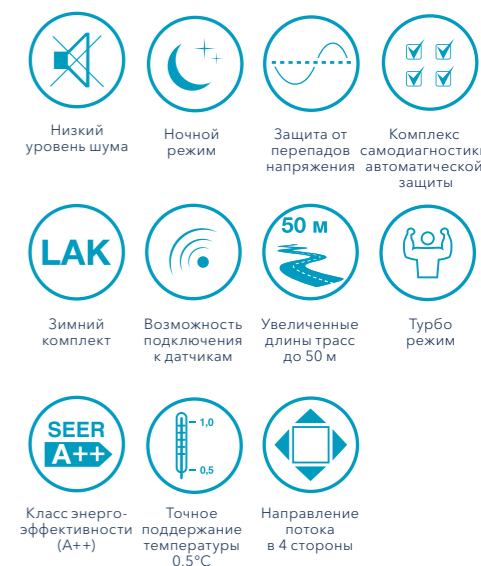 Низкий
уровень шума
Ночной
режим
Защита от
перепадов
напряжения
Комплекс
самодиагностики
автоматической
защиты
LAK
Зимний
комплект
Возможность
подключения
к датчикам
50 м
Увеличенные
длины трасс
до 50 м
Турбо
режим
SEER
A++
Класс энерго-
эффективности
(А++)
1,0
0,5
Точное
поддержание
температуры
0.5°С
Направление
потока
в 4 стороны